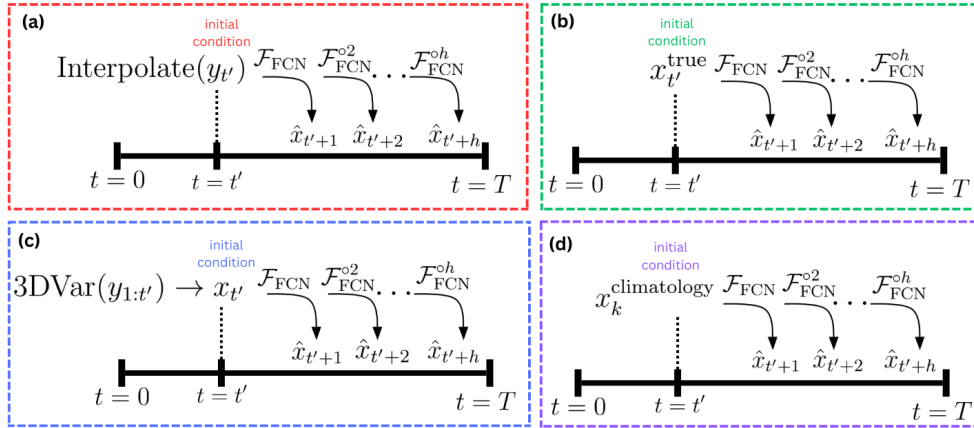 (a)
initial
condition
Interpolate(y_{t'}) F_FCN F_FCN^{∘2} . . . F_FCN^{∘h}
x̂_{t'+1} x̂_{t'+2} x̂_{t'+h}
t = 0 t = t' t = T
(b)
initial
condition
x_{t'}^{true} F_FCN F_FCN^{∘2} . . . F_FCN^{∘h}
x̂_{t'+1} x̂_{t'+2} x̂_{t'+h}
t = 0 t = t' t = T
(c)
initial
condition
3DVar(y_{1:t'}) → x_{t'} F_FCN F_FCN^{∘2} . . . F_FCN^{∘h}
x̂_{t'+1} x̂_{t'+2} x̂_{t'+h}
t = 0 t = t' t = T
(d)
initial
condition
x_k^{climatology} F_FCN F_FCN^{∘2} . . . F_FCN^{∘h}
x̂_{t'+1} x̂_{t'+2} x̂_{t'+h}
t = 0 t = t' t = T